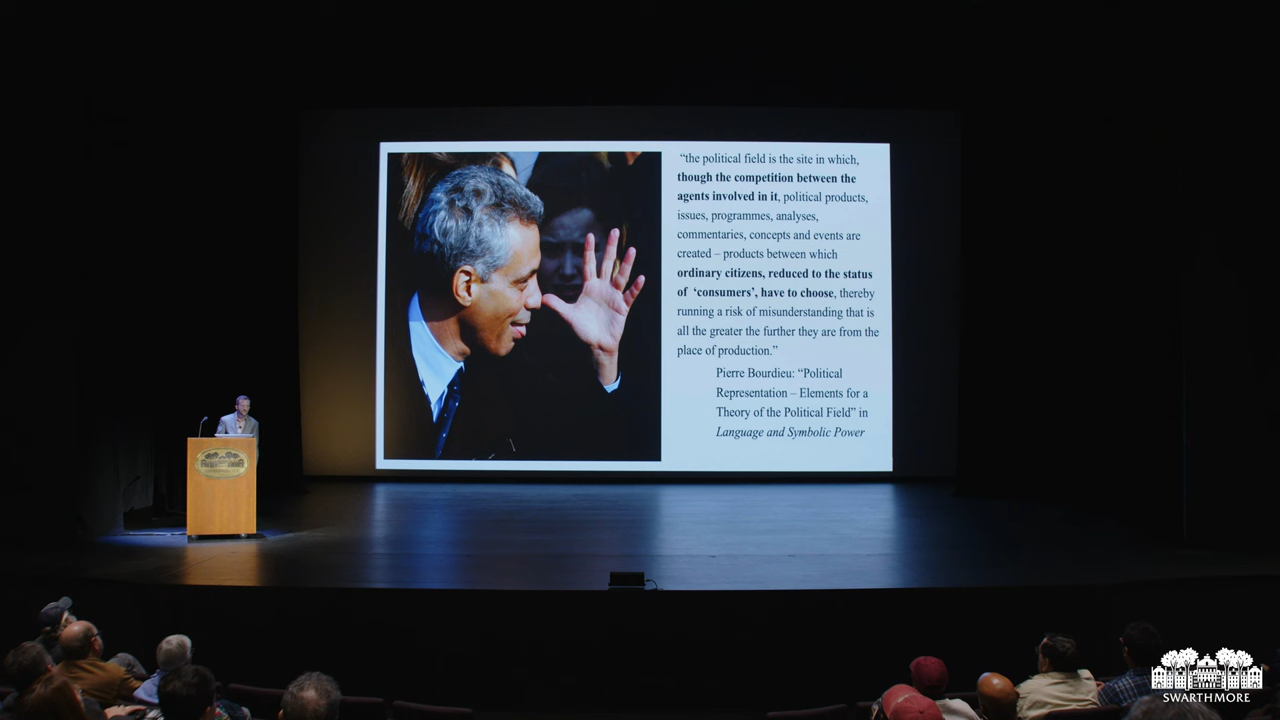 “the political field is the site in which,
though the competition between the
agents involved in it, political products,
issues, programmes, analyses,
commentaries, concepts and events are
created – products between which
ordinary citizens, reduced to the status
of ‘consumers’, have to choose, thereby
running a risk of misunderstanding that is
all the greater the further they are from the
place of production.”
Pierre Bourdieu: “Political
Representation – Elements for a
Theory of the Political Field” in
Language and Symbolic Power
SWARTHMORE